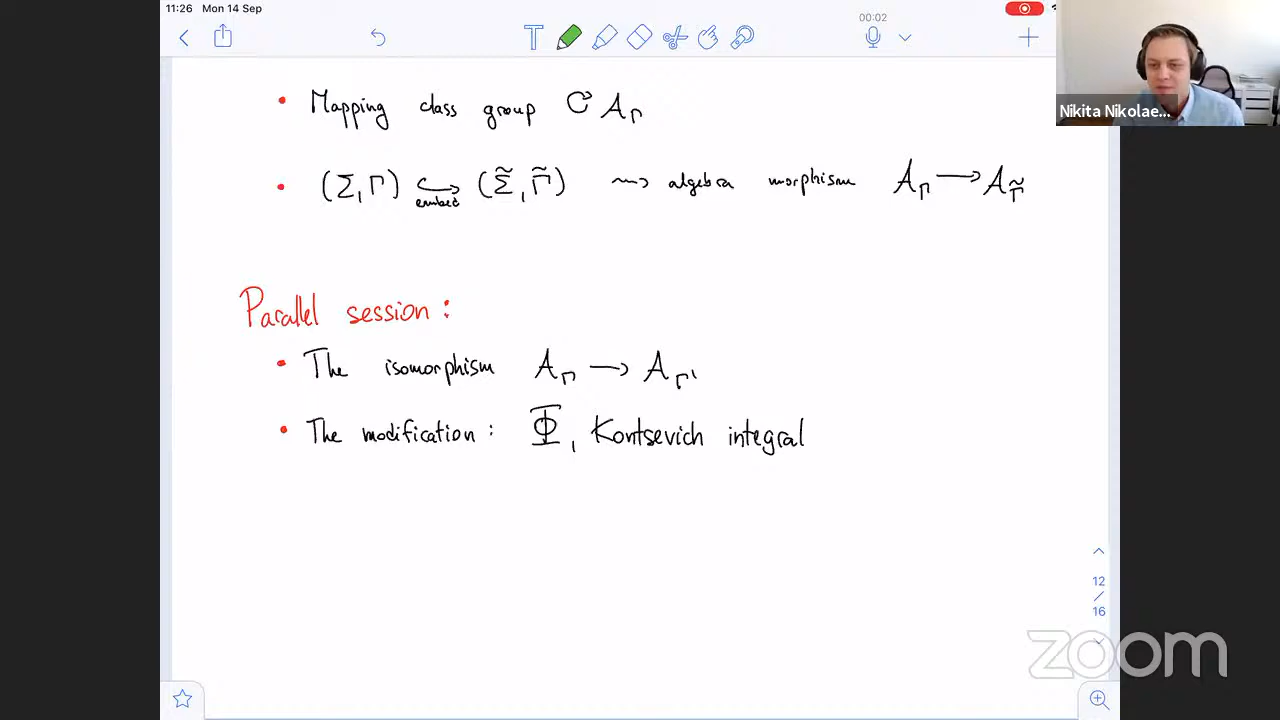 11:26 Mon 14 Sep
00:02
T
Nikita Nikolae...
• Mapping class group ↻ A_Γ
• (Σ, Γ) ↪ (Σ̃, Γ̃) ⇝ algebra morphism A_Γ → A_Γ̃
embed
Parallel session:
• The isomorphism A_Γ → A_Γ'
• The modification: Φ, Kontsevich integral
12
/
16
zoom